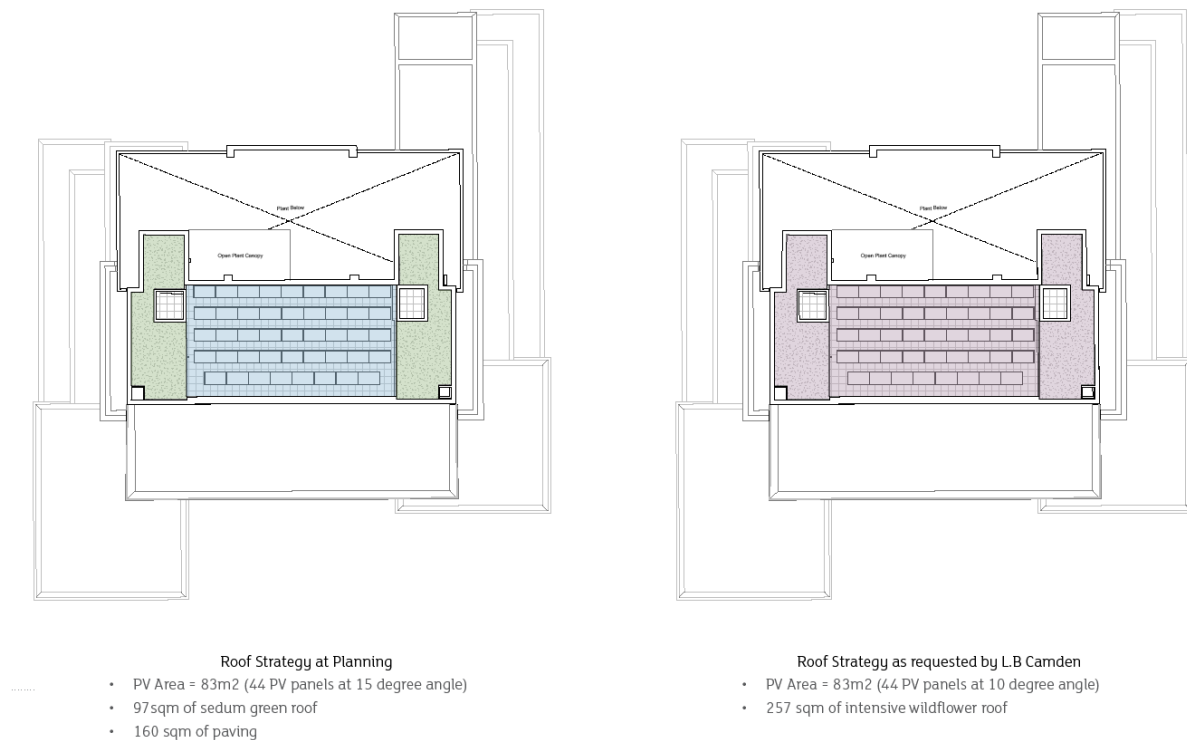 Plant Below
Open Plant Canopy
Plant Below
Open Plant Canopy
Roof Strategy at Planning
• PV Area = 83m2 (44 PV panels at 15 degree angle)
• 97sqm of sedum green roof
• 160 sqm of paving
Roof Strategy as requested by L.B Camden
• PV Area = 83m2 (44 PV panels at 10 degree angle)
• 257 sqm of intensive wildflower roof